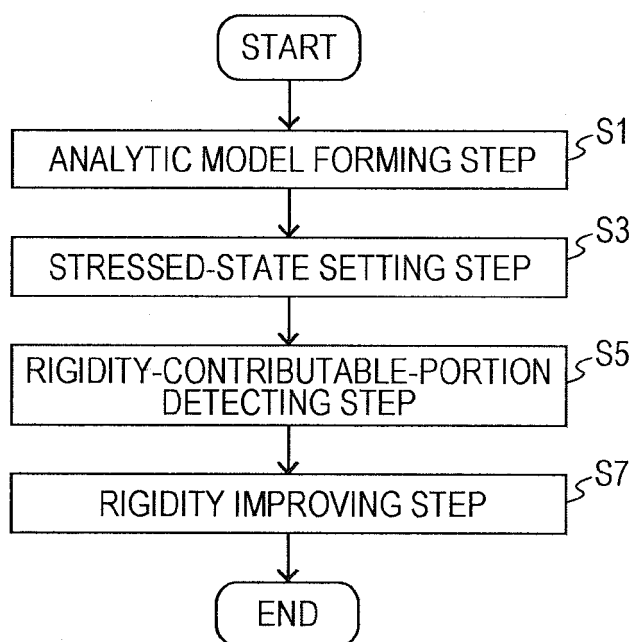 START
S1
ANALYTIC MODEL FORMING STEP
S3
STRESSED-STATE SETTING STEP
S5
RIGIDITY-CONTRIBUTABLE-PORTION
DETECTING STEP
S7
RIGIDITY IMPROVING STEP
END